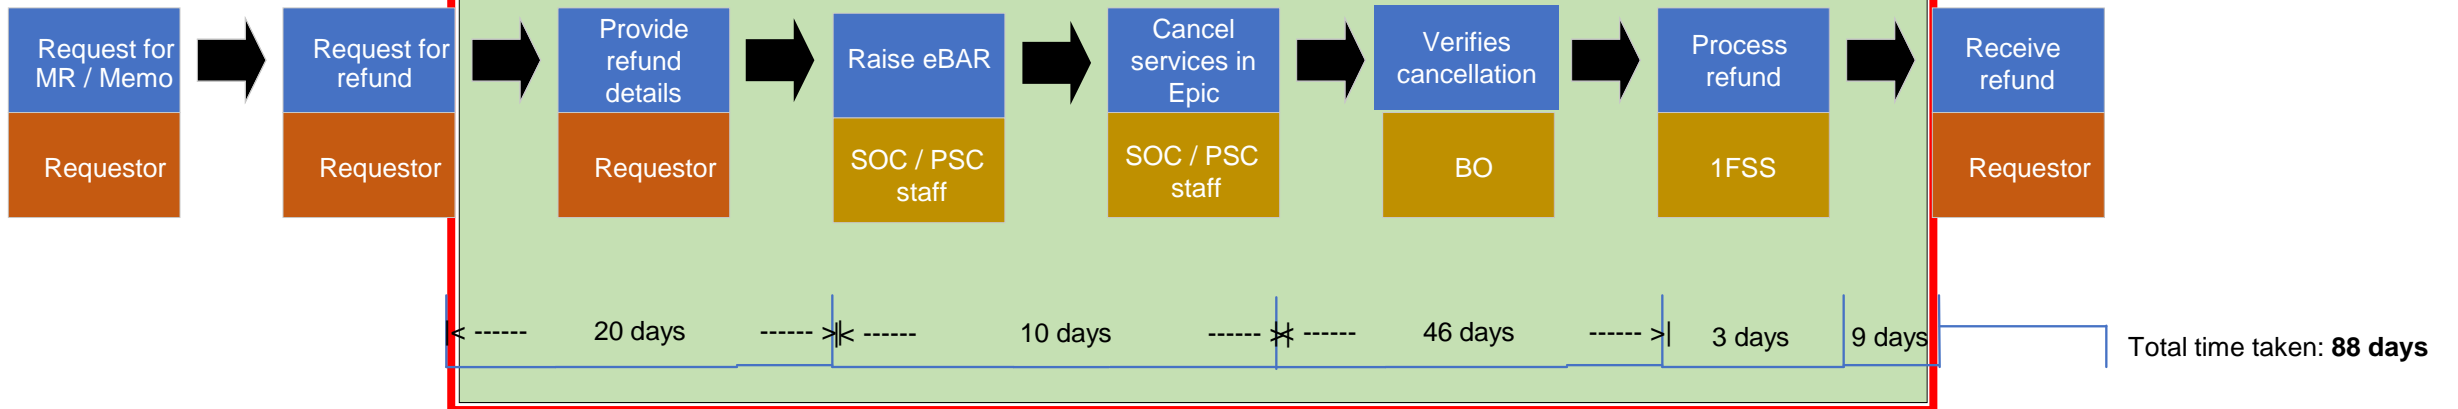 Request for
MR / Memo
Requestor
Request for
refund
Requestor
Provide
refund
details
Requestor
Raise eBAR
SOC / PSC
staff
Cancel
services in
Epic
SOC / PSC
staff
Verifies
cancellation
BO
Process
refund
1FSS
Receive
refund
Requestor
|< ------ 20 days ------ >|
|< ------ 10 days ------ >|
|< ------ 46 days ------ >|
3 days
9 days
Total time taken: 88 days